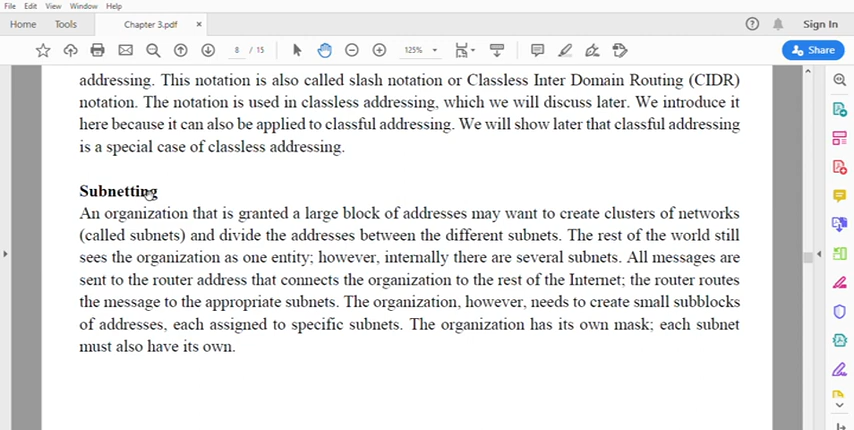 File Edit View Window Help
Home Tools Chapter 3.pdf × Sign In
8 / 15 125% Share
addressing. This notation is also called slash notation or Classless Inter Domain Routing (CIDR)
notation. The notation is used in classless addressing, which we will discuss later. We introduce it
here because it can also be applied to classful addressing. We will show later that classful addressing
is a special case of classless addressing.
Subnetting
An organization that is granted a large block of addresses may want to create clusters of networks
(called subnets) and divide the addresses between the different subnets. The rest of the world still
sees the organization as one entity; however, internally there are several subnets. All messages are
sent to the router address that connects the organization to the rest of the Internet; the router routes
the message to the appropriate subnets. The organization, however, needs to create small subblocks
of addresses, each assigned to specific subnets. The organization has its own mask; each subnet
must also have its own.